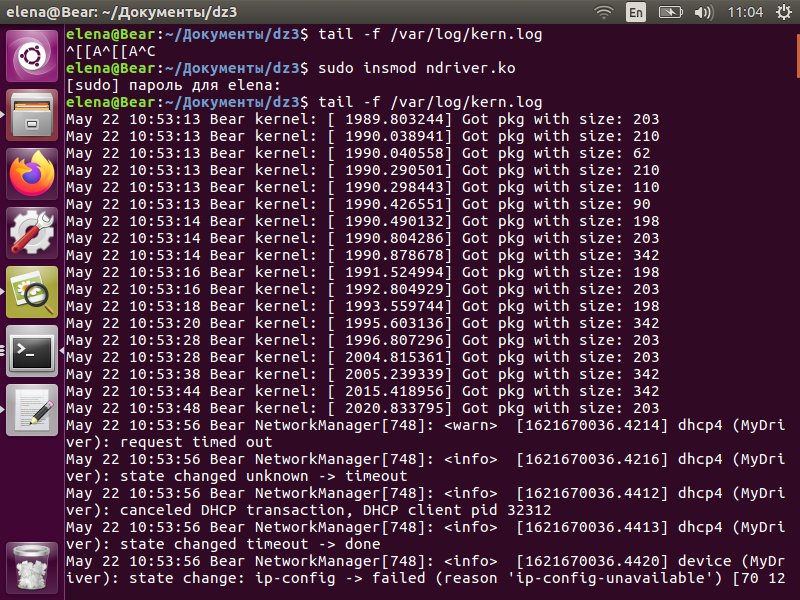 elena@Bear: ~/Документы/dz3
En
11:04
elena@Bear:~/Документы/dz3$ tail -f /var/log/kern.log
^[[A^[[A^C
elena@Bear:~/Документы/dz3$ sudo insmod ndriver.ko
[sudo] пароль для elena:
elena@Bear:~/Документы/dz3$ tail -f /var/log/kern.log
May 22 10:53:13 Bear kernel: [ 1989.803244] Got pkg with size: 203
May 22 10:53:13 Bear kernel: [ 1990.038941] Got pkg with size: 210
May 22 10:53:13 Bear kernel: [ 1990.040558] Got pkg with size: 62
May 22 10:53:13 Bear kernel: [ 1990.290501] Got pkg with size: 210
May 22 10:53:13 Bear kernel: [ 1990.298443] Got pkg with size: 110
May 22 10:53:13 Bear kernel: [ 1990.426551] Got pkg with size: 90
May 22 10:53:14 Bear kernel: [ 1990.490132] Got pkg with size: 198
May 22 10:53:14 Bear kernel: [ 1990.804286] Got pkg with size: 203
May 22 10:53:14 Bear kernel: [ 1990.878678] Got pkg with size: 342
May 22 10:53:16 Bear kernel: [ 1991.524994] Got pkg with size: 198
May 22 10:53:16 Bear kernel: [ 1992.804929] Got pkg with size: 203
May 22 10:53:18 Bear kernel: [ 1993.559744] Got pkg with size: 198
May 22 10:53:20 Bear kernel: [ 1995.603136] Got pkg with size: 342
May 22 10:53:28 Bear kernel: [ 1996.807296] Got pkg with size: 203
May 22 10:53:28 Bear kernel: [ 2004.815361] Got pkg with size: 203
May 22 10:53:38 Bear kernel: [ 2005.239339] Got pkg with size: 342
May 22 10:53:44 Bear kernel: [ 2015.418956] Got pkg with size: 342
May 22 10:53:48 Bear kernel: [ 2020.833795] Got pkg with size: 203
May 22 10:53:56 Bear NetworkManager[748]: <warn>  [1621670036.4214] dhcp4 (MyDri
ver): request timed out
May 22 10:53:56 Bear NetworkManager[748]: <info>  [1621670036.4216] dhcp4 (MyDri
ver): state changed unknown -> timeout
May 22 10:53:56 Bear NetworkManager[748]: <info>  [1621670036.4412] dhcp4 (MyDri
ver): canceled DHCP transaction, DHCP client pid 32312
May 22 10:53:56 Bear NetworkManager[748]: <info>  [1621670036.4413] dhcp4 (MyDri
ver): state changed timeout -> done
May 22 10:53:56 Bear NetworkManager[748]: <info>  [1621670036.4420] device (MyDr
iver): state change: ip-config -> failed (reason 'ip-config-unavailable') [70 12